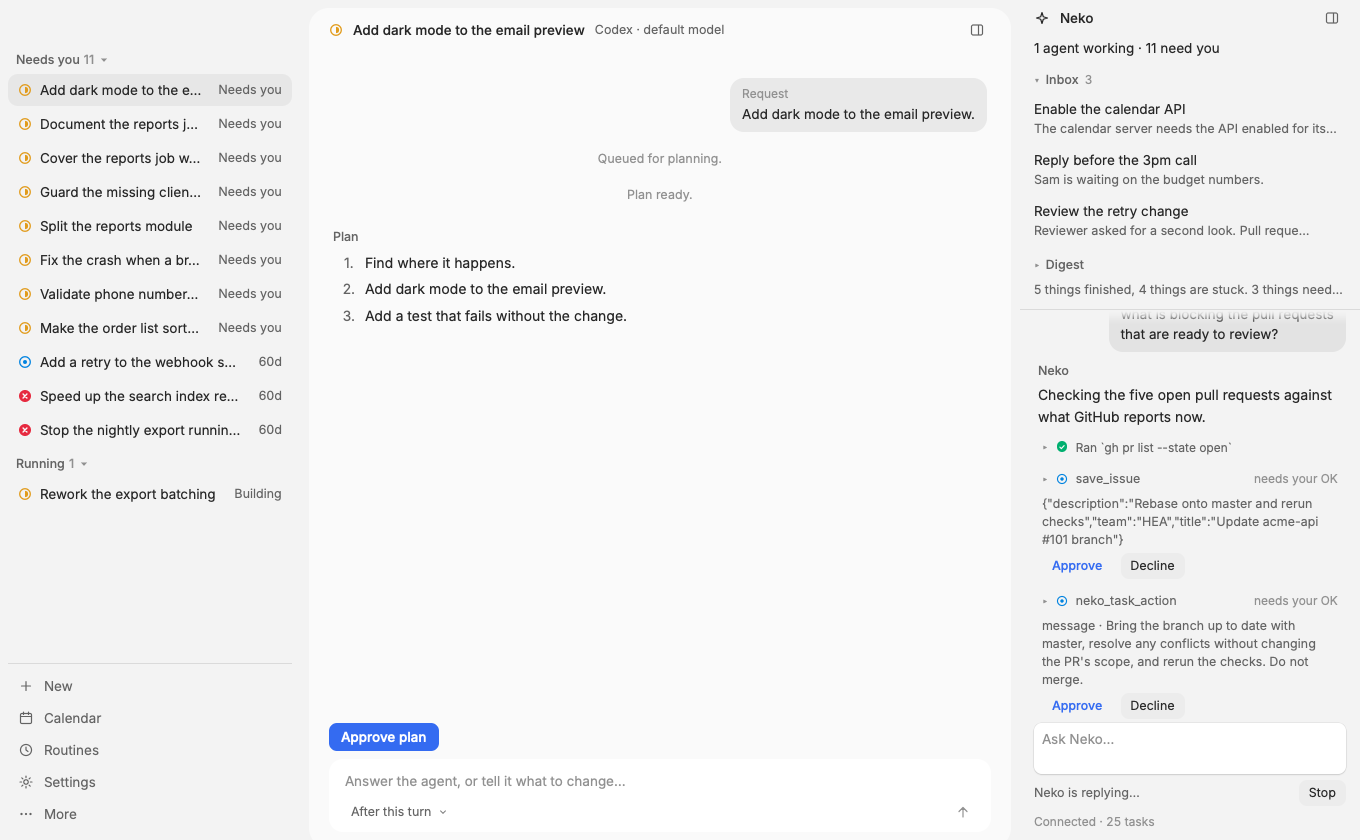 Needs you 11
Add dark mode to the e... Needs you
Document the reports j... Needs you
Cover the reports job w... Needs you
Guard the missing clien... Needs you
Split the reports module Needs you
Fix the crash when a br... Needs you
Validate phone number... Needs you
Make the order list sort... Needs you
Add a retry to the webhook s... 60d
Speed up the search index re... 60d
Stop the nightly export runnin... 60d
Running 1
Rework the export batching Building
New
Calendar
Routines
Settings
More
Add dark mode to the email preview Codex · default model
Request
Add dark mode to the email preview.
Queued for planning.
Plan ready.
Plan
1. Find where it happens.
2. Add dark mode to the email preview.
3. Add a test that fails without the change.
Approve plan
Answer the agent, or tell it what to change...
After this turn
Neko
1 agent working · 11 need you
Inbox 3
Enable the calendar API
The calendar server needs the API enabled for its...
Reply before the 3pm call
Sam is waiting on the budget numbers.
Review the retry change
Reviewer asked for a second look. Pull reque...
Digest
5 things finished, 4 things are stuck. 3 things need...
what is blocking the pull requests
that are ready to review?
Neko
Checking the five open pull requests against
what GitHub reports now.
Ran `gh pr list --state open`
save_issue needs your OK
{"description":"Rebase onto master and rerun
checks","team":"HEA","title":"Update acme-api
#101 branch"}
Approve Decline
neko_task_action needs your OK
message · Bring the branch up to date with
master, resolve any conflicts without changing
the PR's scope, and rerun the checks. Do not
merge.
Approve Decline
Ask Neko...
Neko is replying... Stop
Connected · 25 tasks